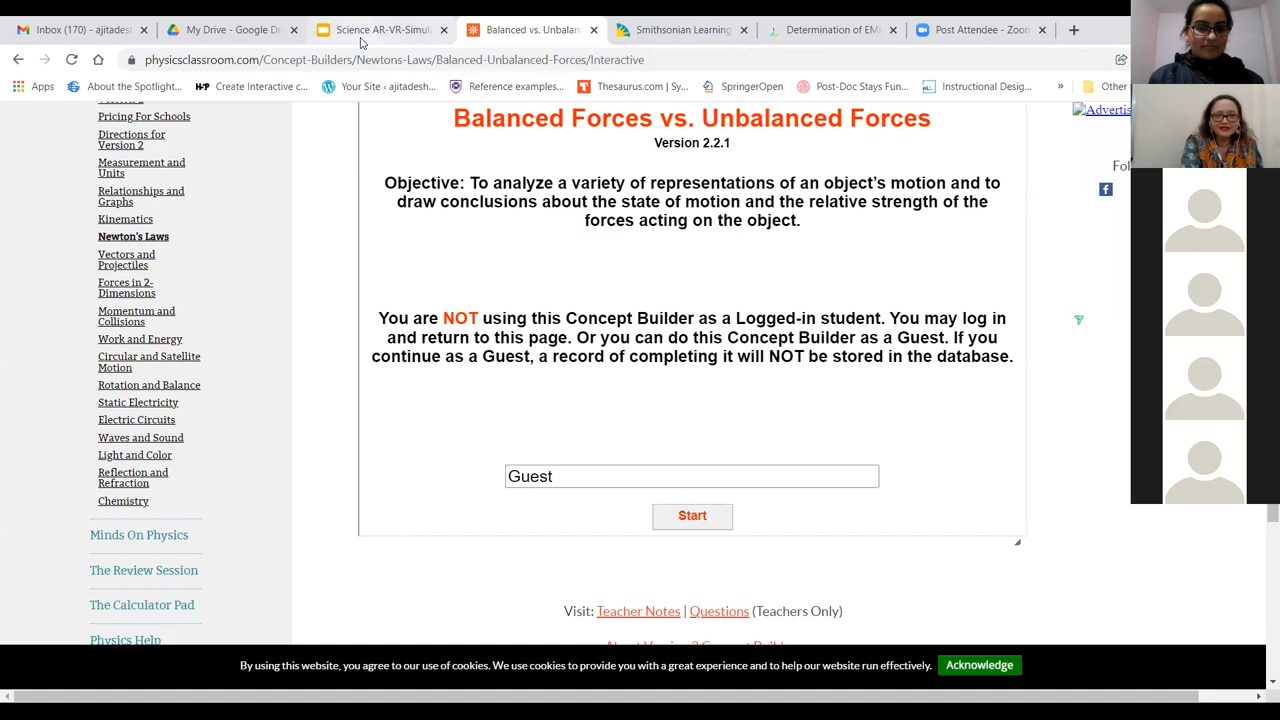 Inbox (170) - ajitades
My Drive - Google Dr
Science AR-VR-Simul
Balanced vs. Unbalan
Smithsonian Learning
Determination of EMF
Post Attendee - Zoom
physicsclassroom.com/Concept-Builders/Newtons-Laws/Balanced-Unbalanced-Forces/Interactive
Apps
About the Spotlight...
H-P Create Interactive c...
Your Site ‹ ajitadesh...
Reference examples...
Thesaurus.com | Sy...
SpringerOpen
Post-Doc Stays Fun...
Instructional Desig...
»
Other
Pricing For Schools
Directions for
Version 2
Measurement and
Units
Relationships and
Graphs
Kinematics
Newton's Laws
Vectors and
Projectiles
Forces in 2-
Dimensions
Momentum and
Collisions
Work and Energy
Circular and Satellite
Motion
Rotation and Balance
Static Electricity
Electric Circuits
Waves and Sound
Light and Color
Reflection and
Refraction
Chemistry
Minds On Physics
The Review Session
The Calculator Pad
Physics Help
Balanced Forces vs. Unbalanced Forces
Version 2.2.1
Objective: To analyze a variety of representations of an object's motion and to
draw conclusions about the state of motion and the relative strength of the
forces acting on the object.
You are NOT using this Concept Builder as a Logged-in student. You may log in
and return to this page. Or you can do this Concept Builder as a Guest. If you
continue as a Guest, a record of completing it will NOT be stored in the database.
Guest
Start
Visit: Teacher Notes | Questions (Teachers Only)
Advertis
Fol
By using this website, you agree to our use of cookies. We use cookies to provide you with a great experience and to help our website run effectively.
Acknowledge